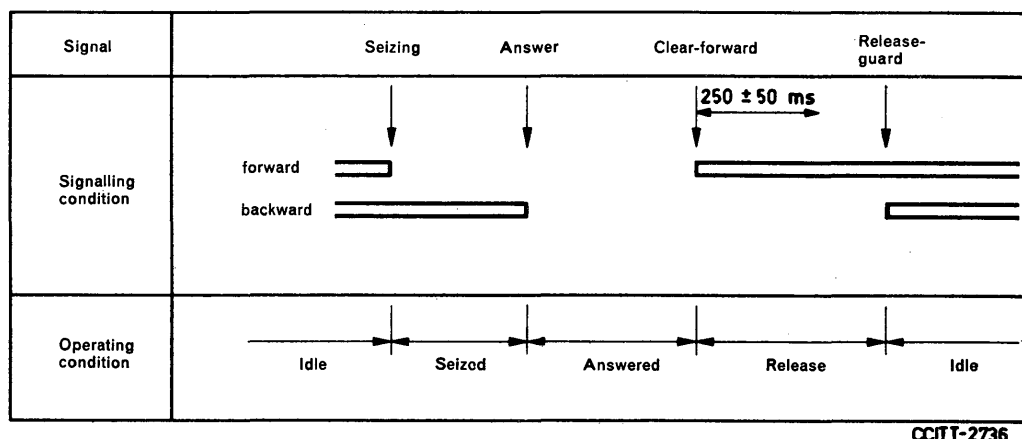 Signal
Seizing
Answer
Clear-forward
Release-
guard
250 ± 50 ms
Signalling
condition
forward
backward
Operating
condition
Idle
Seizod
Answered
Release
Idle
CCITT-2736